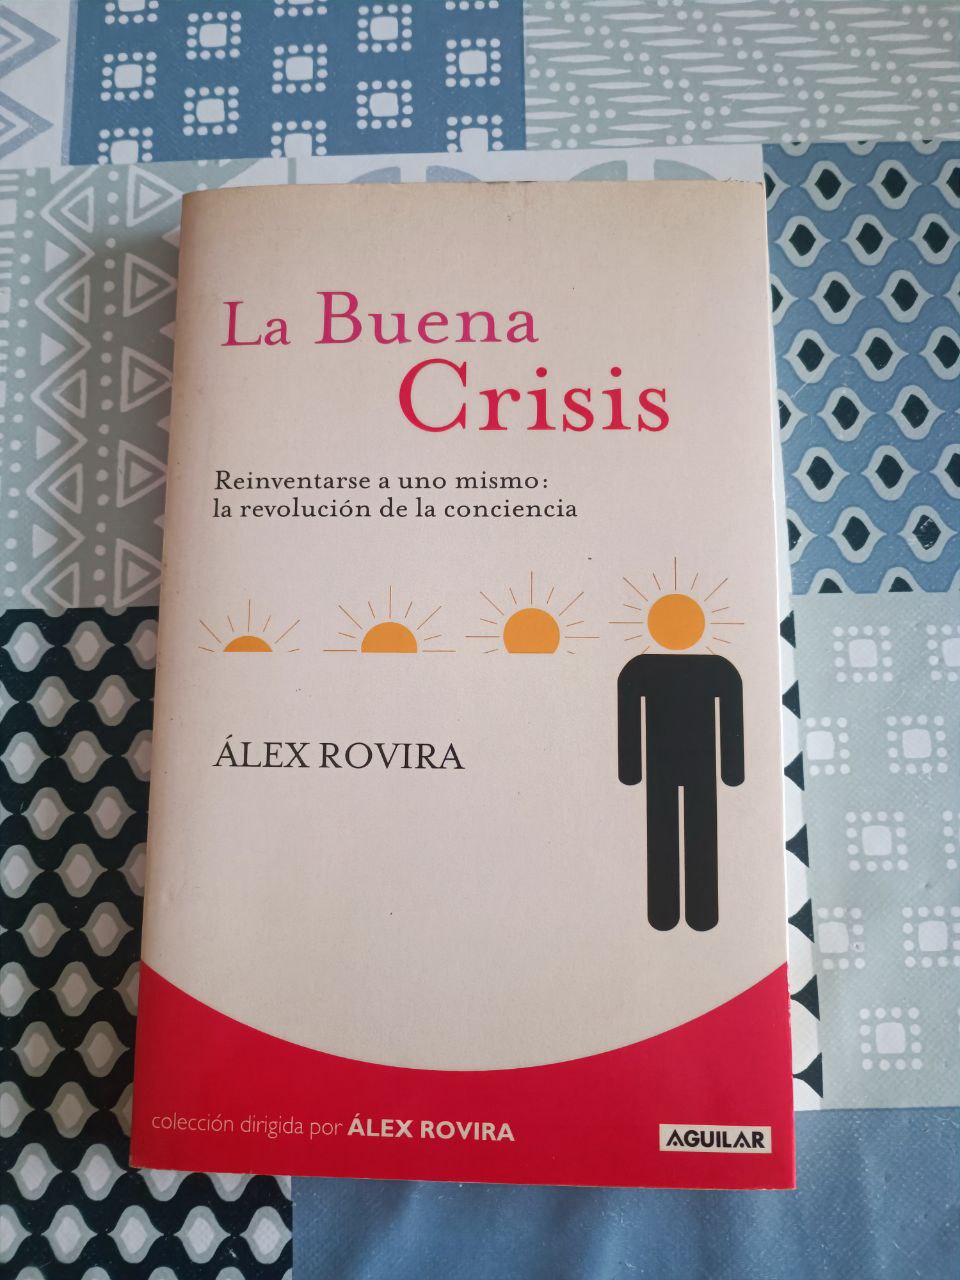 La Buena
Crisis
Reinventarse a uno mismo:
la revolución de la conciencia
ÁLEX ROVIRA
colección dirigida por ÁLEX ROVIRA
AGUILAR